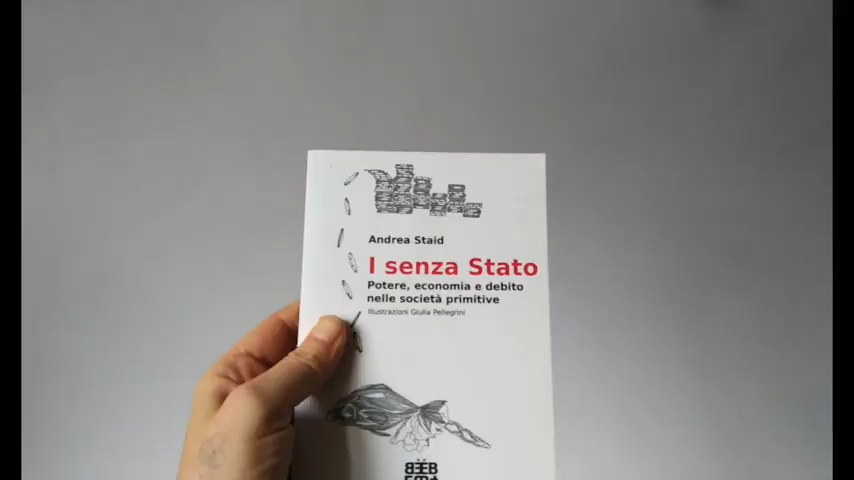 Andrea Staid
I senza Stato
Potere, economia e debito
nelle società primitive
Illustrazioni Giulia Pellegrini